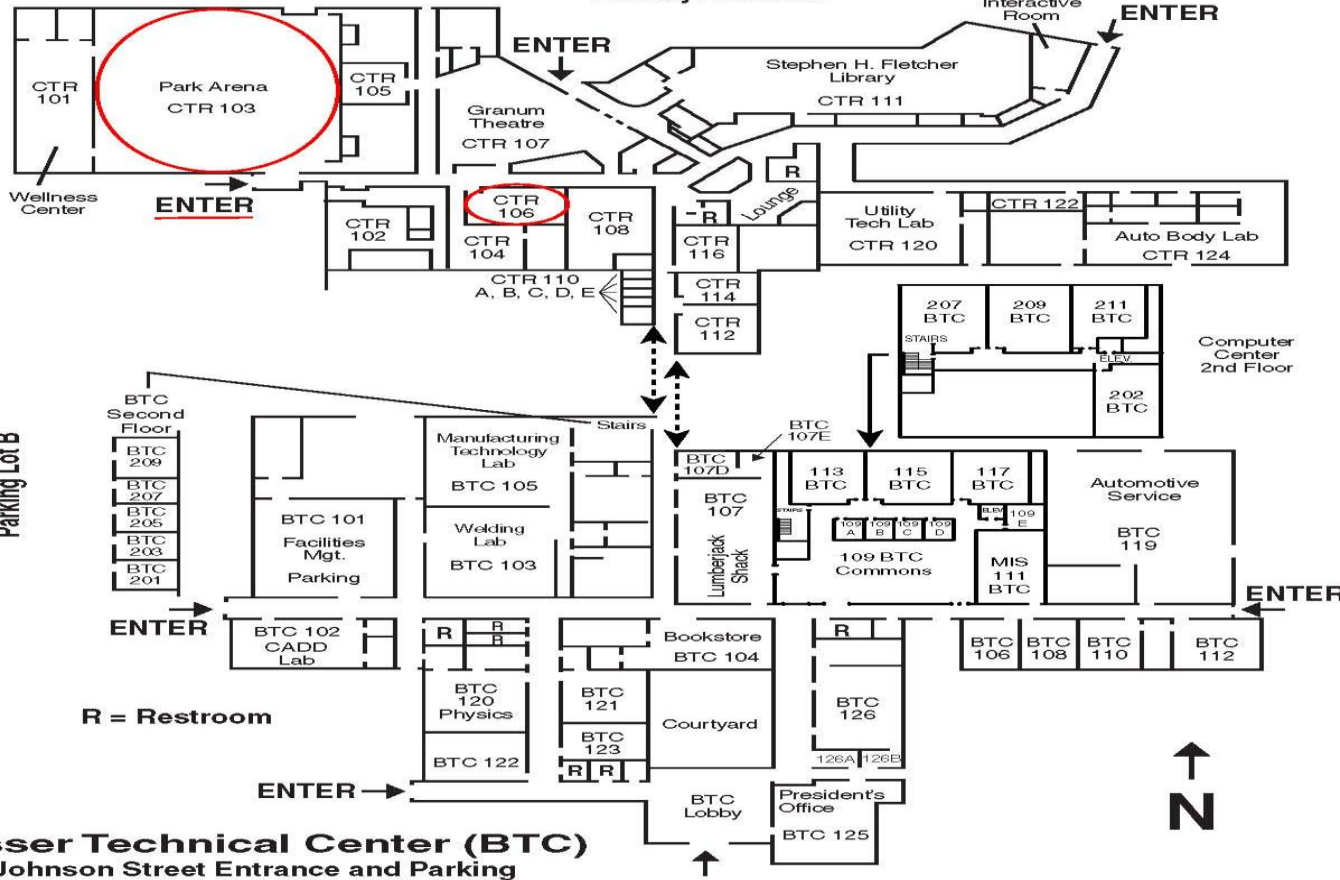 Interactive
Room
ENTER
ENTER
CTR
101
Park Arena
CTR 103
CTR
105
Granum
Theatre
CTR 107
Stephen H. Fletcher
Library
CTR 111
Wellness
Center
ENTER
CTR
102
CTR
106
CTR
104
CTR
108
R
Lounge
R
CTR
116
Utility
Tech Lab
CTR 120
CTR 122
Auto Body Lab
CTR 124
CTR 110
A, B, C, D, E
CTR
114
CTR
112
207
BTC
209
BTC
211
BTC
STAIRS
ELEV.
202
BTC
Computer
Center
2nd Floor
BTC
Second
Floor
BTC
209
BTC
207
BTC
205
BTC
203
BTC
201
Parking Lot B
Stairs
Manufacturing
Technology
Lab
BTC 105
Welding
Lab
BTC 103
BTC 101
Facilities
Mgt.
Parking
BTC
107E
BTC
107D
BTC
107
Lumberjack
Shack
113
BTC
115
BTC
117
BTC
STAIRS
ELEV
109
E
109
A
109
B
109
C
109
D
109 BTC
Commons
MIS
111
BTC
Automotive
Service
BTC
119
ENTER
ENTER
BTC 102
CADD
Lab
R
R
R
Bookstore
BTC 104
R
BTC
106
BTC
108
BTC
110
BTC
112
BTC
120
Physics
BTC
121
Courtyard
BTC
126
R = Restroom
BTC 122
BTC
123
R
R
126A
126B
ENTER
BTC
Lobby
President's
Office
BTC 125
N
sser Technical Center (BTC)
Johnson Street Entrance and Parking